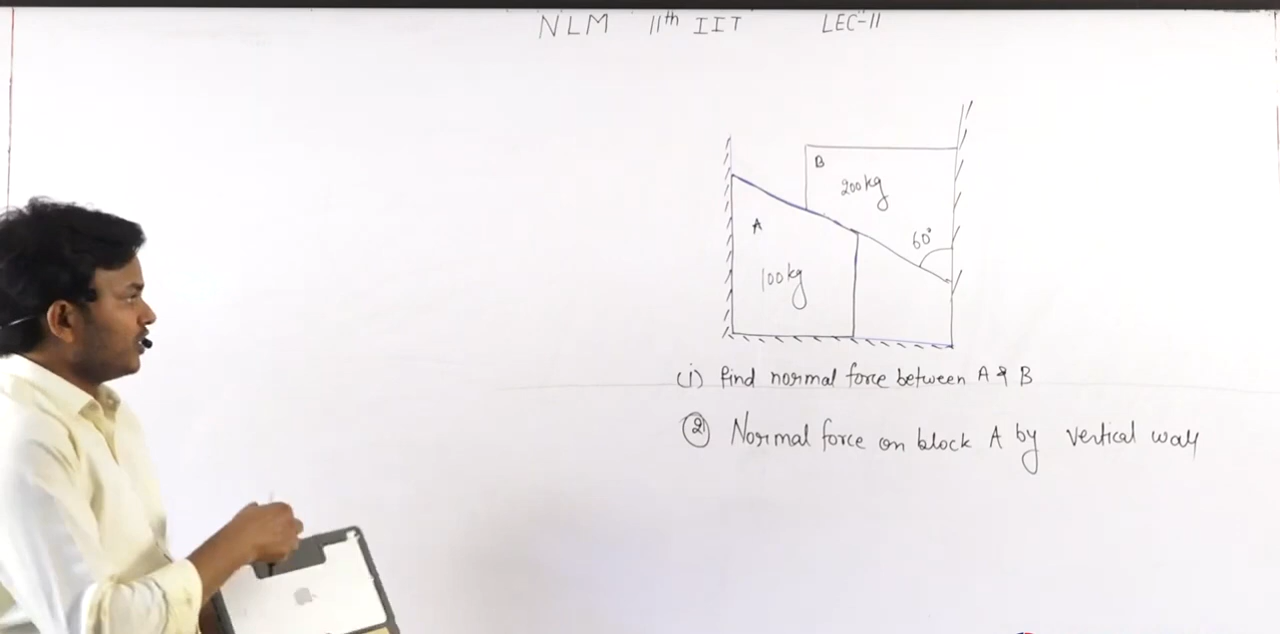 NLM 11th IIT LEC-11
B
200kg
A
60°
100kg
(i) find normal force between A & B
② Normal force on block A by vertical wall